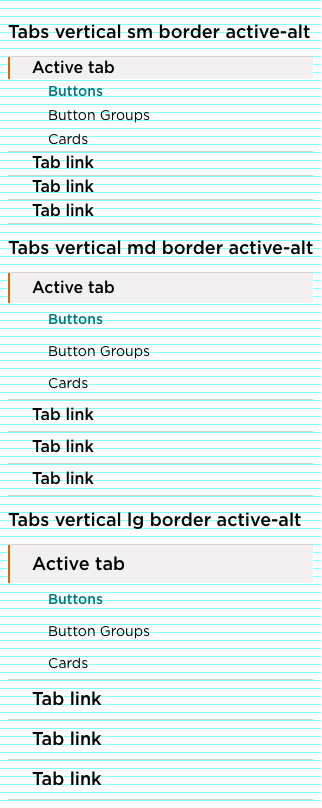 Tabs vertical sm border active-alt
Active tab
Buttons
Button Groups
Cards
Tab link
Tab link
Tab link
Tabs vertical md border active-alt
Active tab
Buttons
Button Groups
Cards
Tab link
Tab link
Tab link
Tabs vertical lg border active-alt
Active tab
Buttons
Button Groups
Cards
Tab link
Tab link
Tab link